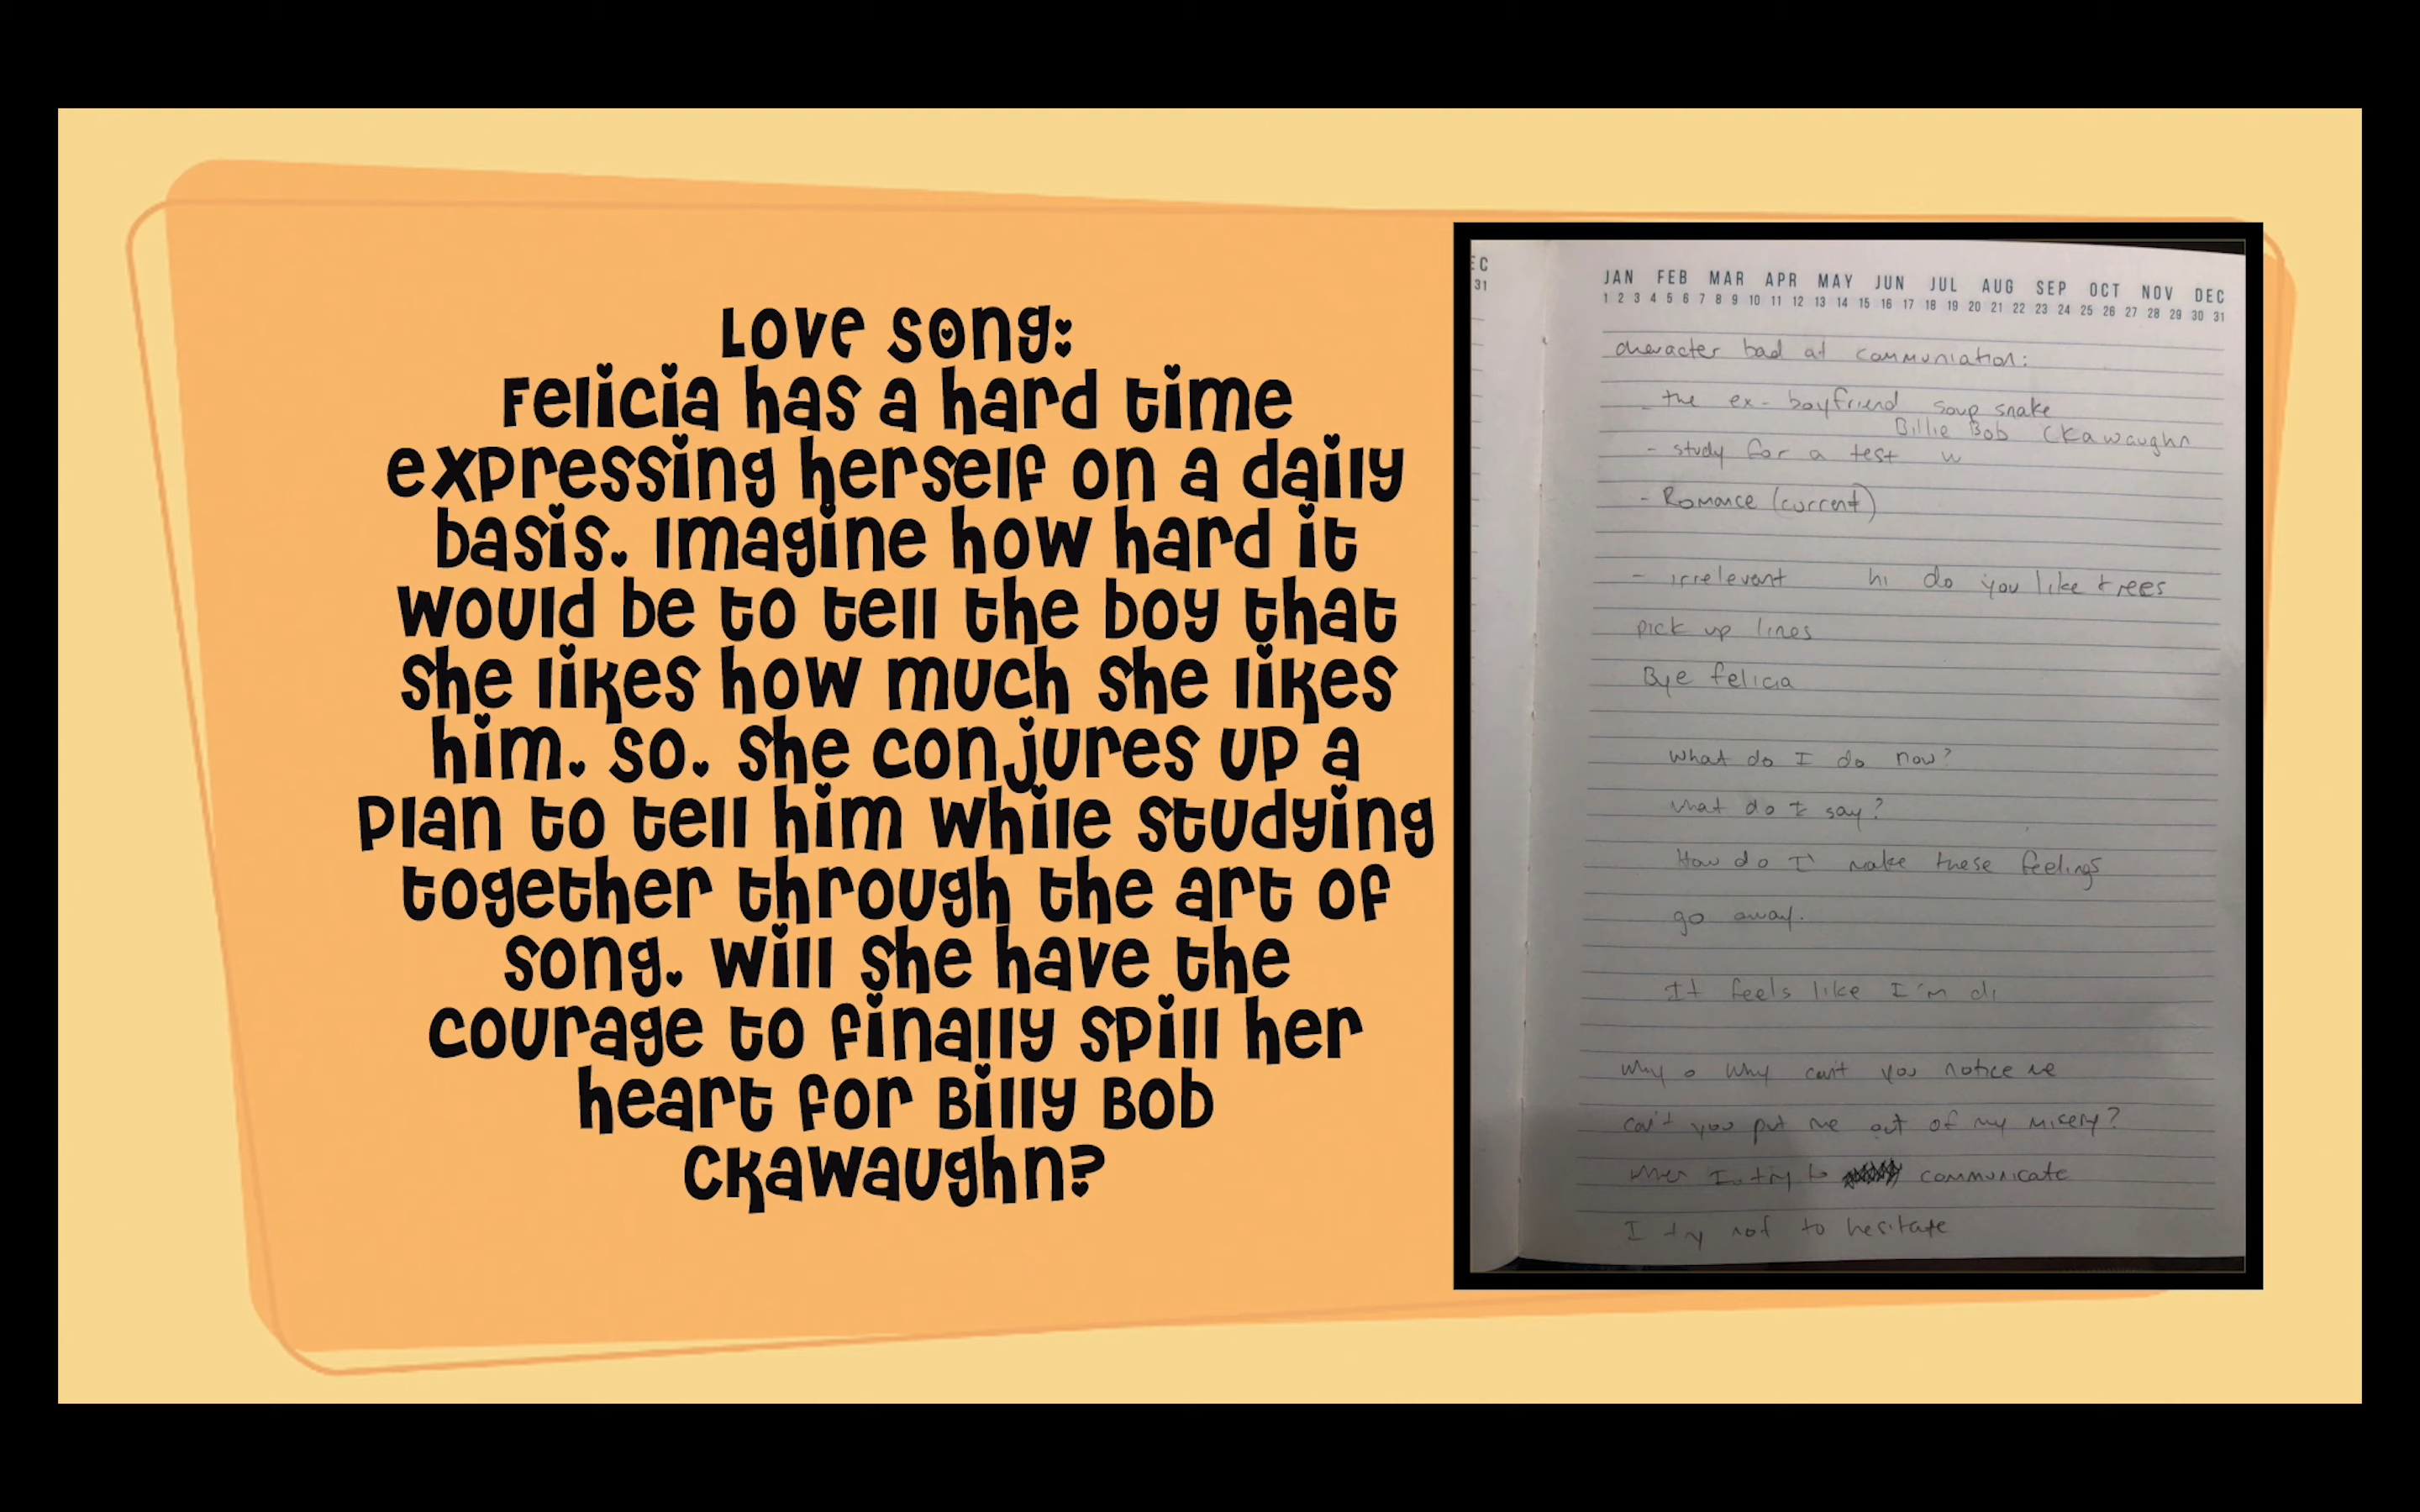 Love Song:
Felicia has a hard time
expressing herself on a daily
basis. Imagine how hard it
would be to tell the boy that
she likes how much she likes
him. So. She conjures up a
plan to tell him while studying
together through the art of
song. Will she have the
courage to finally spill her
heart for Billy Bob
Ckawaughn?
EC
31
JAN FEB MAR APR MAY JUN JUL AUG SEP OCT NOV DEC
1 2 3 4 5 6 7 8 9 10 11 12 13 14 15 16 17 18 19 20 21 22 23 24 25 26 27 28 29 30 31
character bad at communiation:
- the ex-boyfriend soup snake
Billie Bob Ckawaughn
- study for a test w
- Romance (current)
- irrelevant hi do you like trees
pick up lines
Bye felicia
What do I do now?
what do I say?
How do I make these feelings
go away.
It feels like I'm di
Why o why can't you notice me
can't you put me out of my misery?
when I try to communicate
I try not to hesitate